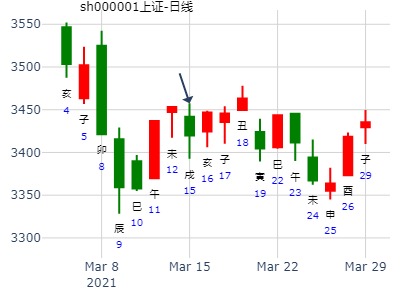 sh000001上证-日线
3550
3500
3450
3400
3350
3300
亥
4
子
5
卯
8
辰
9
巳
10
午
11
未
12
戌
15
亥
16
子
17
丑
18
寅
19
巳
22
午
23
未
24
申
25
酉
26
子
29
Mar 8
2021
Mar 15
Mar 22
Mar 29